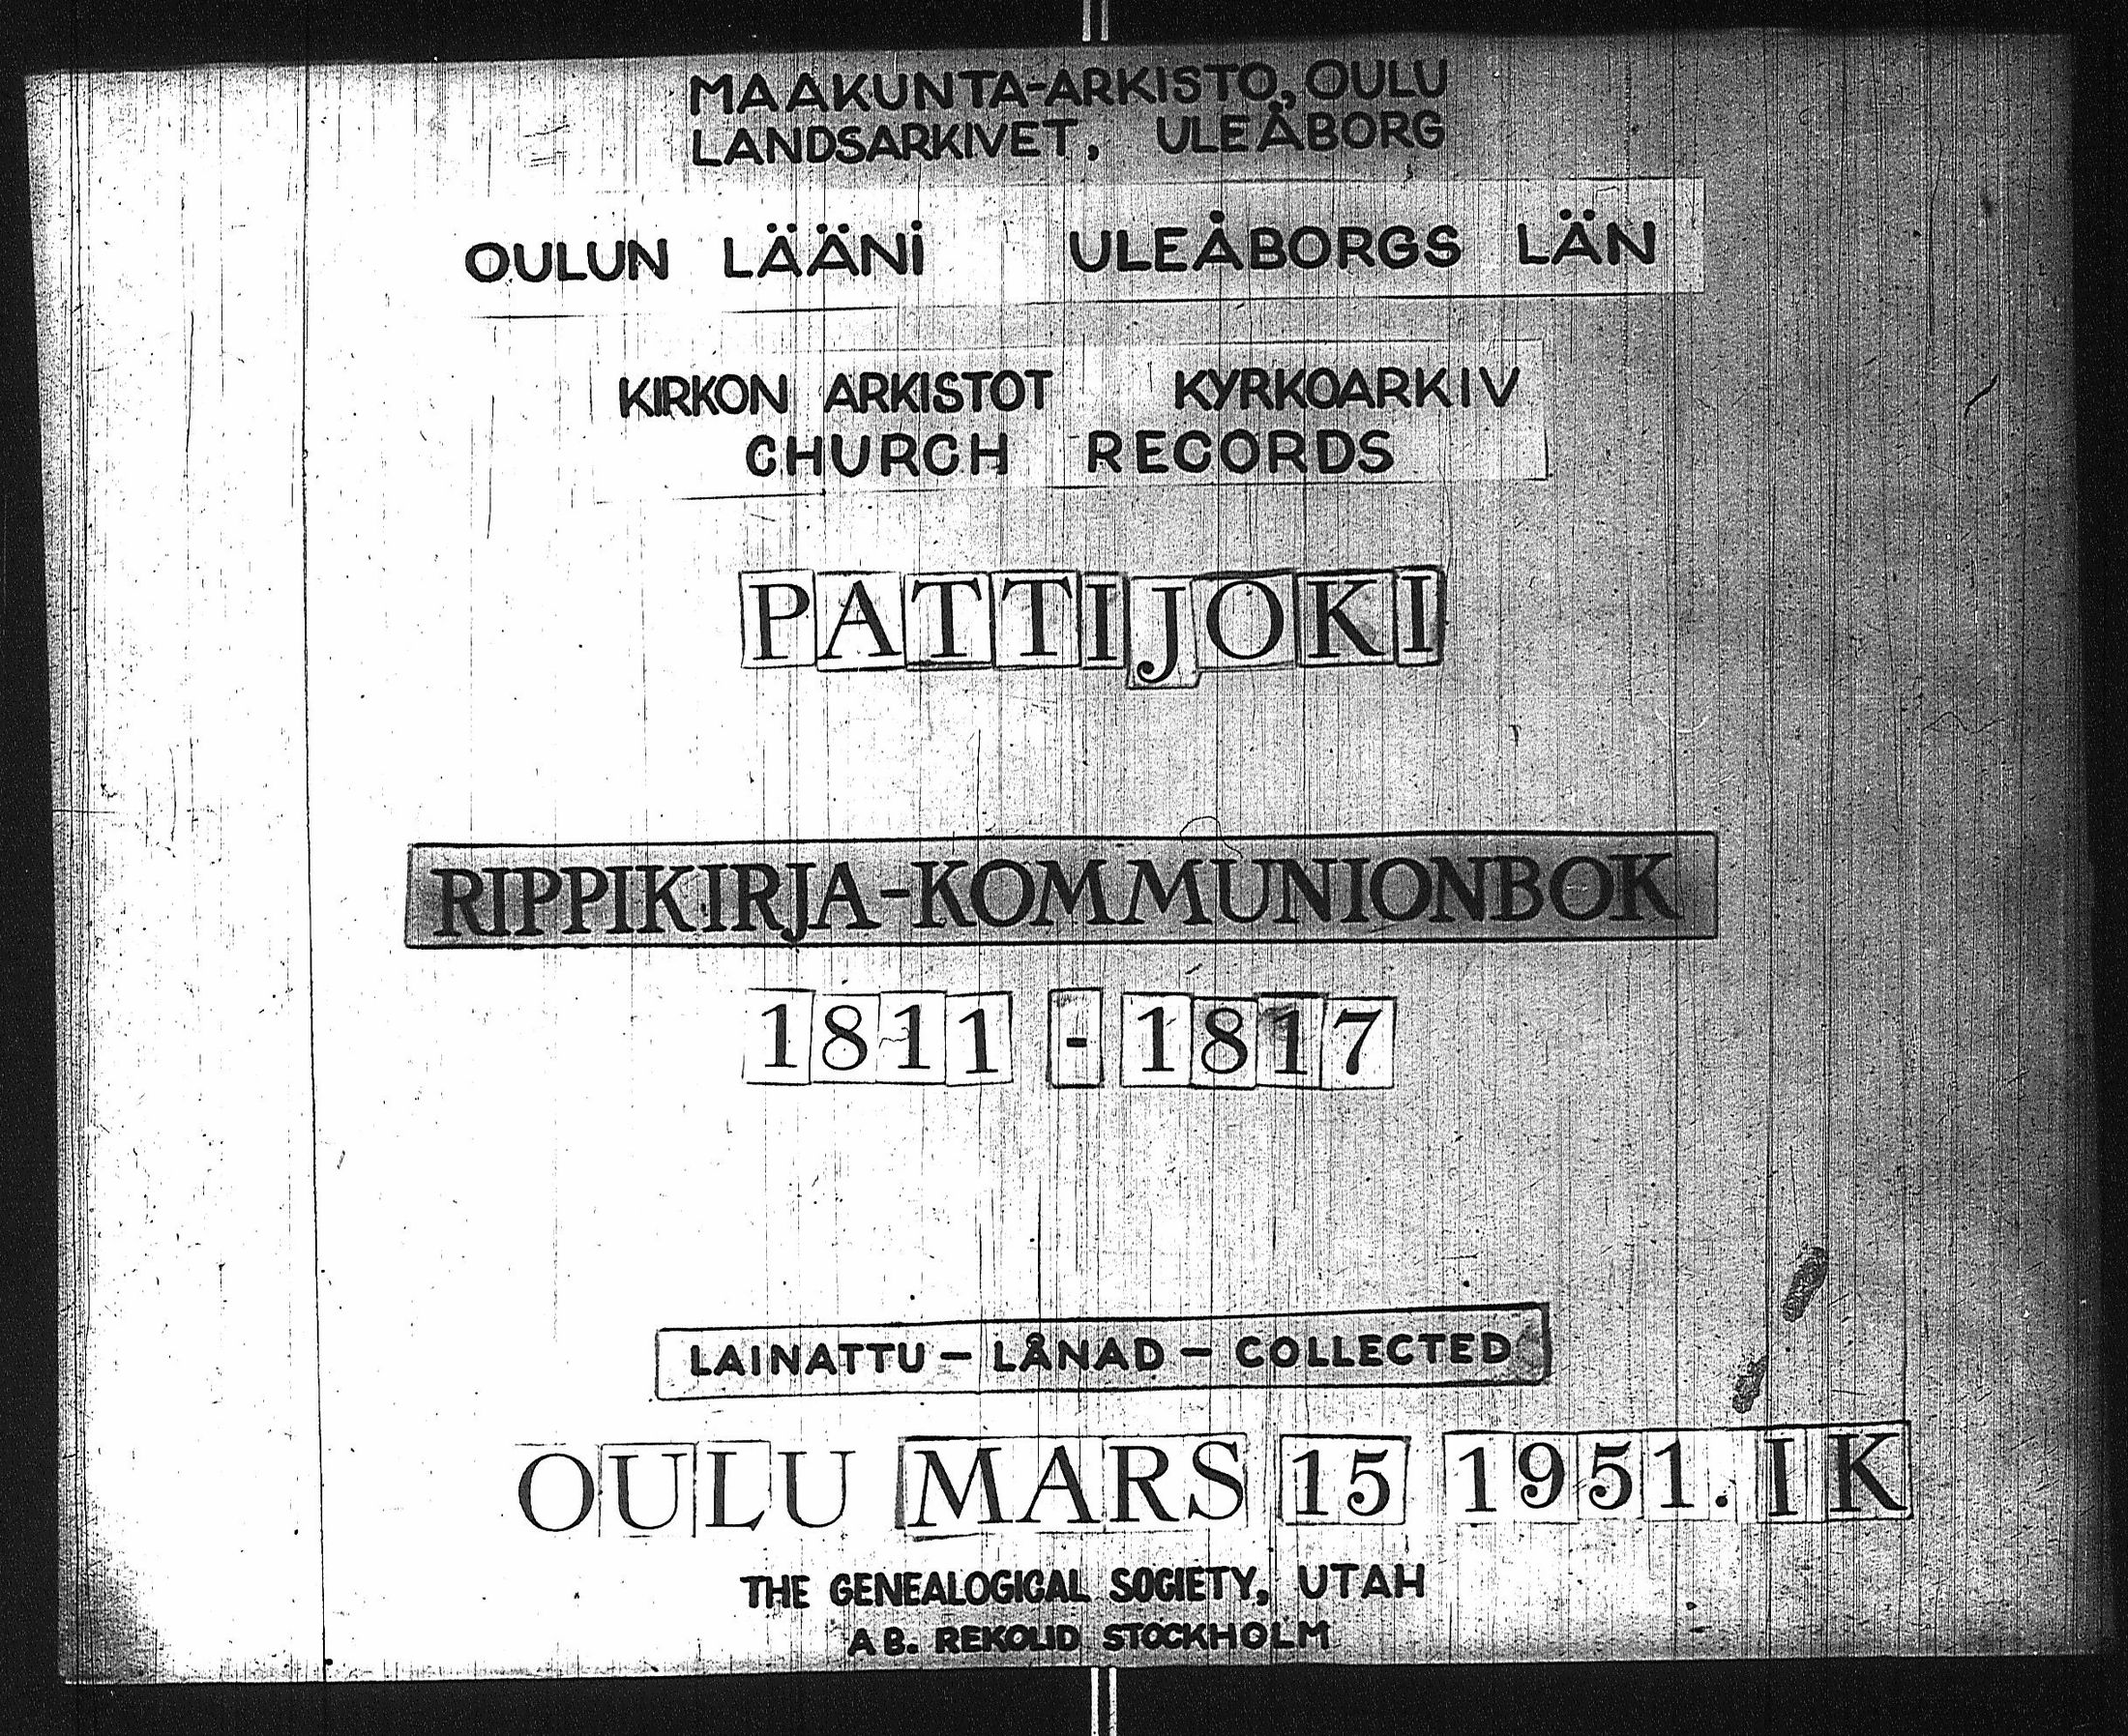 MAAKUNTA-ARKISTO, OULU
LANDSARKIVET, ULEÅBORG
OULUN LÄÄNI ULEÅBORGS LÄN
KIRKON ARKISTOT KYRKOARKIV
CHURCH RECORDS
PATTIJOKI
RIPPIKIRJA-KOMMUNIONBOK
1811 - 1817
LAINATTU - LÅNAD - COLLECTED
OULU MARS 15 1951. IK
THE GENEALOGICAL SOCIETY, UTAH
AB. REKOLID STOCKHOLM